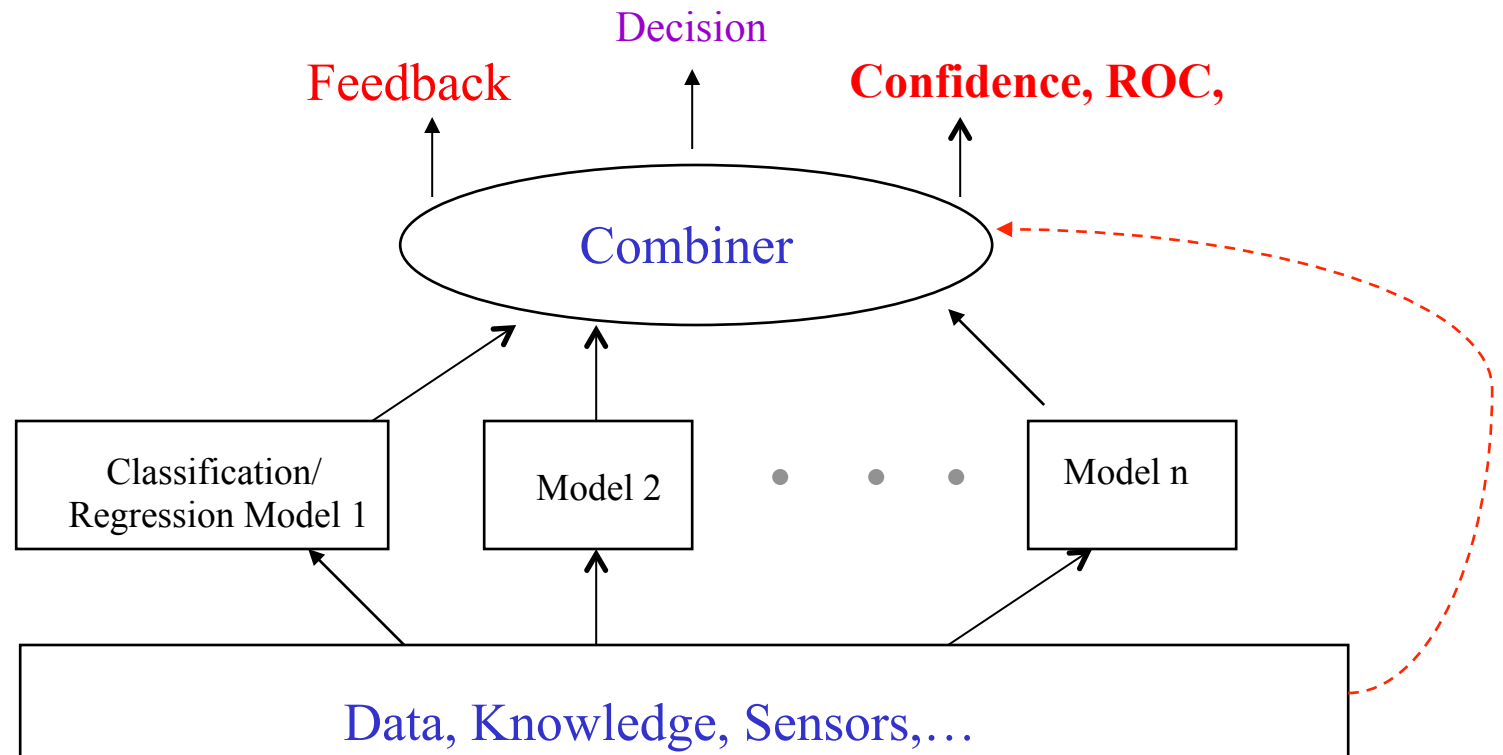 Decision
Feedback
Confidence, ROC,
Combiner
Classification/
Regression Model 1
Model 2
Model n
Data, Knowledge, Sensors,…